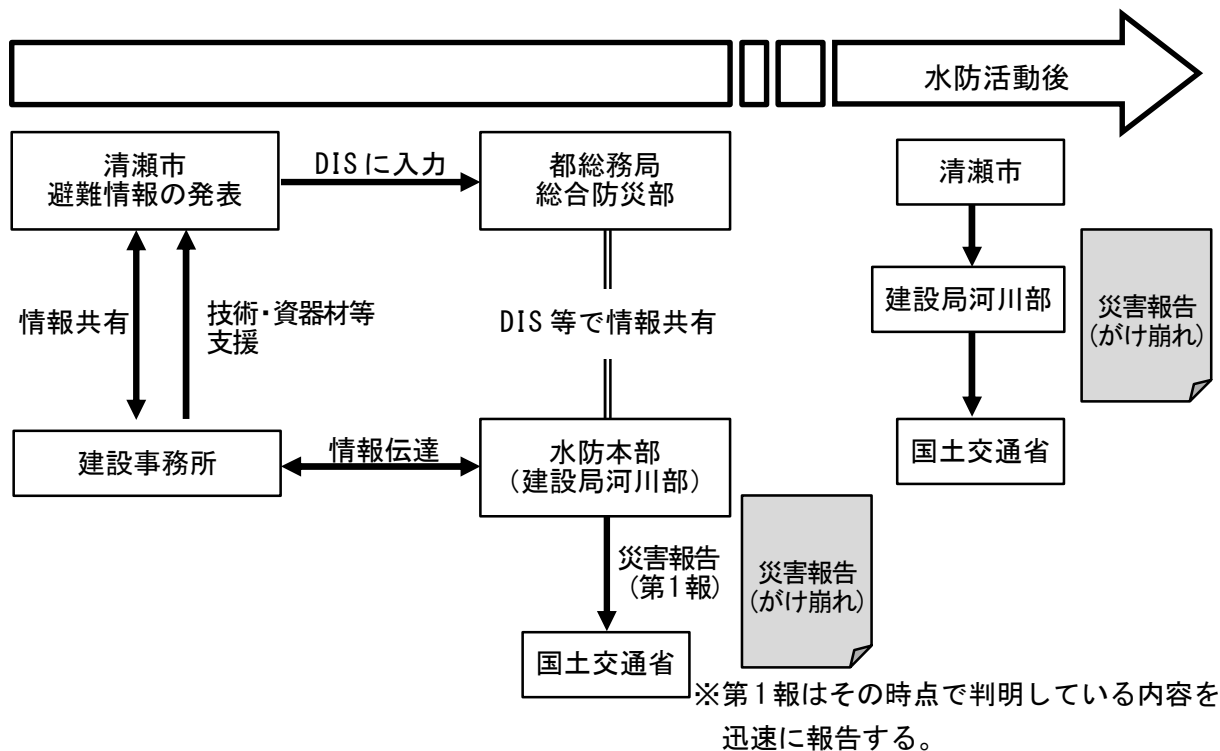 水防活動後
清瀬市
避難情報の発表
DISに入力
都総務局
総合防災部
情報共有
技術・資器材等
支援
DIS等で情報共有
建設事務所
情報伝達
水防本部
(建設局河川部)
災害報告
(第1報)
国土交通省
災害報告
(がけ崩れ)
※第1報はその時点で判明している内容を
迅速に報告する。
清瀬市
建設局河川部
国土交通省
災害報告
(がけ崩れ)